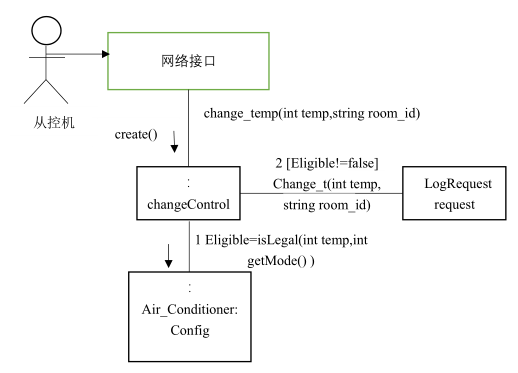 网络接口
从控机
change_temp(int temp,string room_id)
create()
:
changeControl
2 [Eligible!=false]
Change_t(int temp,
string room_id)
LogRequest
request
1 Eligible=isLegal(int temp,int
getMode() )
:
Air_Conditioner:
Config